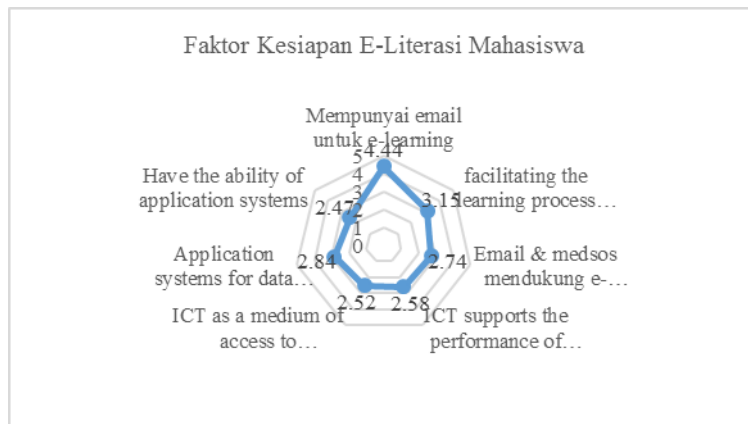 Faktor Kesiapan E-Literasi Mahasiswa
Mempunyai email
untuk e-learning
4.44
5
4
3
2
1
0
facilitating the
learning process…
3.15
Email & medsos
mendukung e-…
2.74
ICT supports the
performance of…
2.58
ICT as a medium of
access to…
2.52
Application
systems for data…
2.84
Have the ability of
application systems
2.47